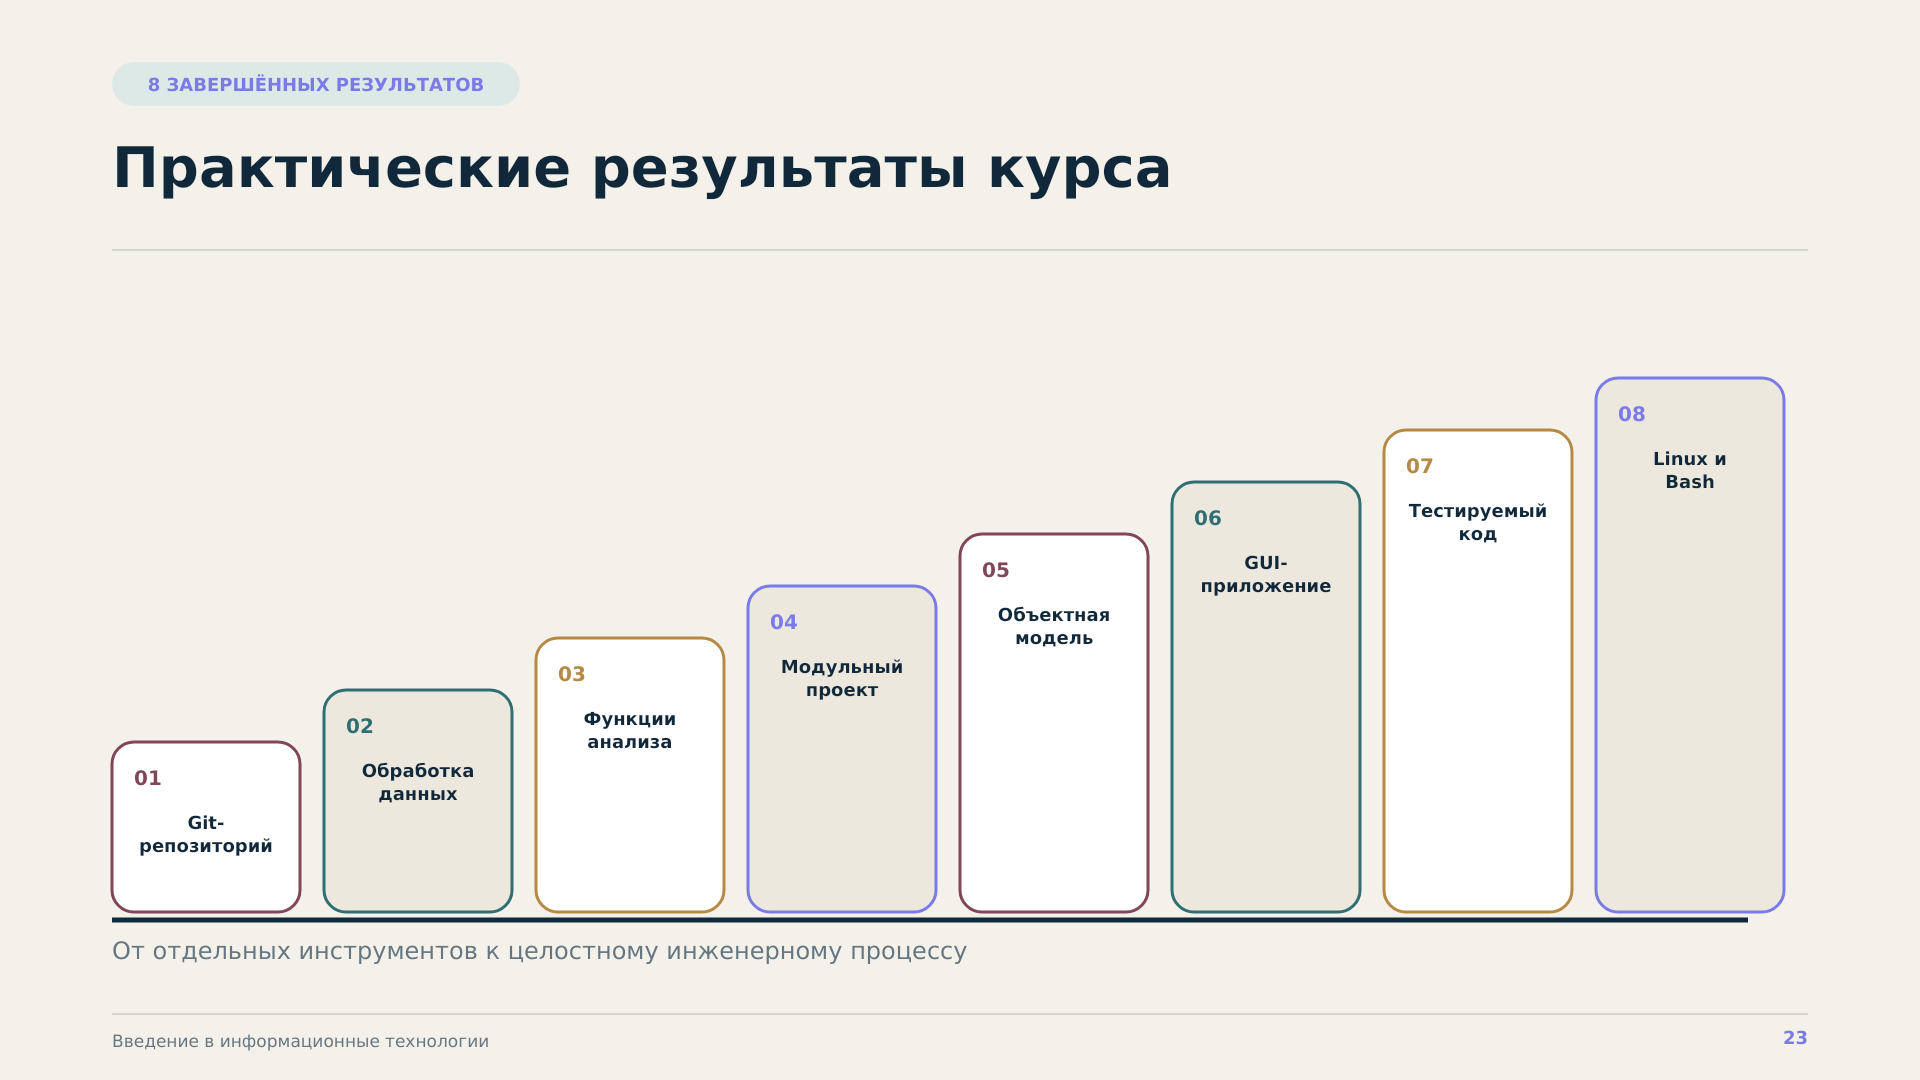 8 ЗАВЕРШЁННЫХ РЕЗУЛЬТАТОВ
Практические результаты курса
01
Git-
репозиторий
02
Обработка
данных
03
Функции
анализа
04
Модульный
проект
05
Объектная
модель
06
GUI-
приложение
07
Тестируемый
код
08
Linux и
Bash
От отдельных инструментов к целостному инженерному процессу
Введение в информационные технологии
23